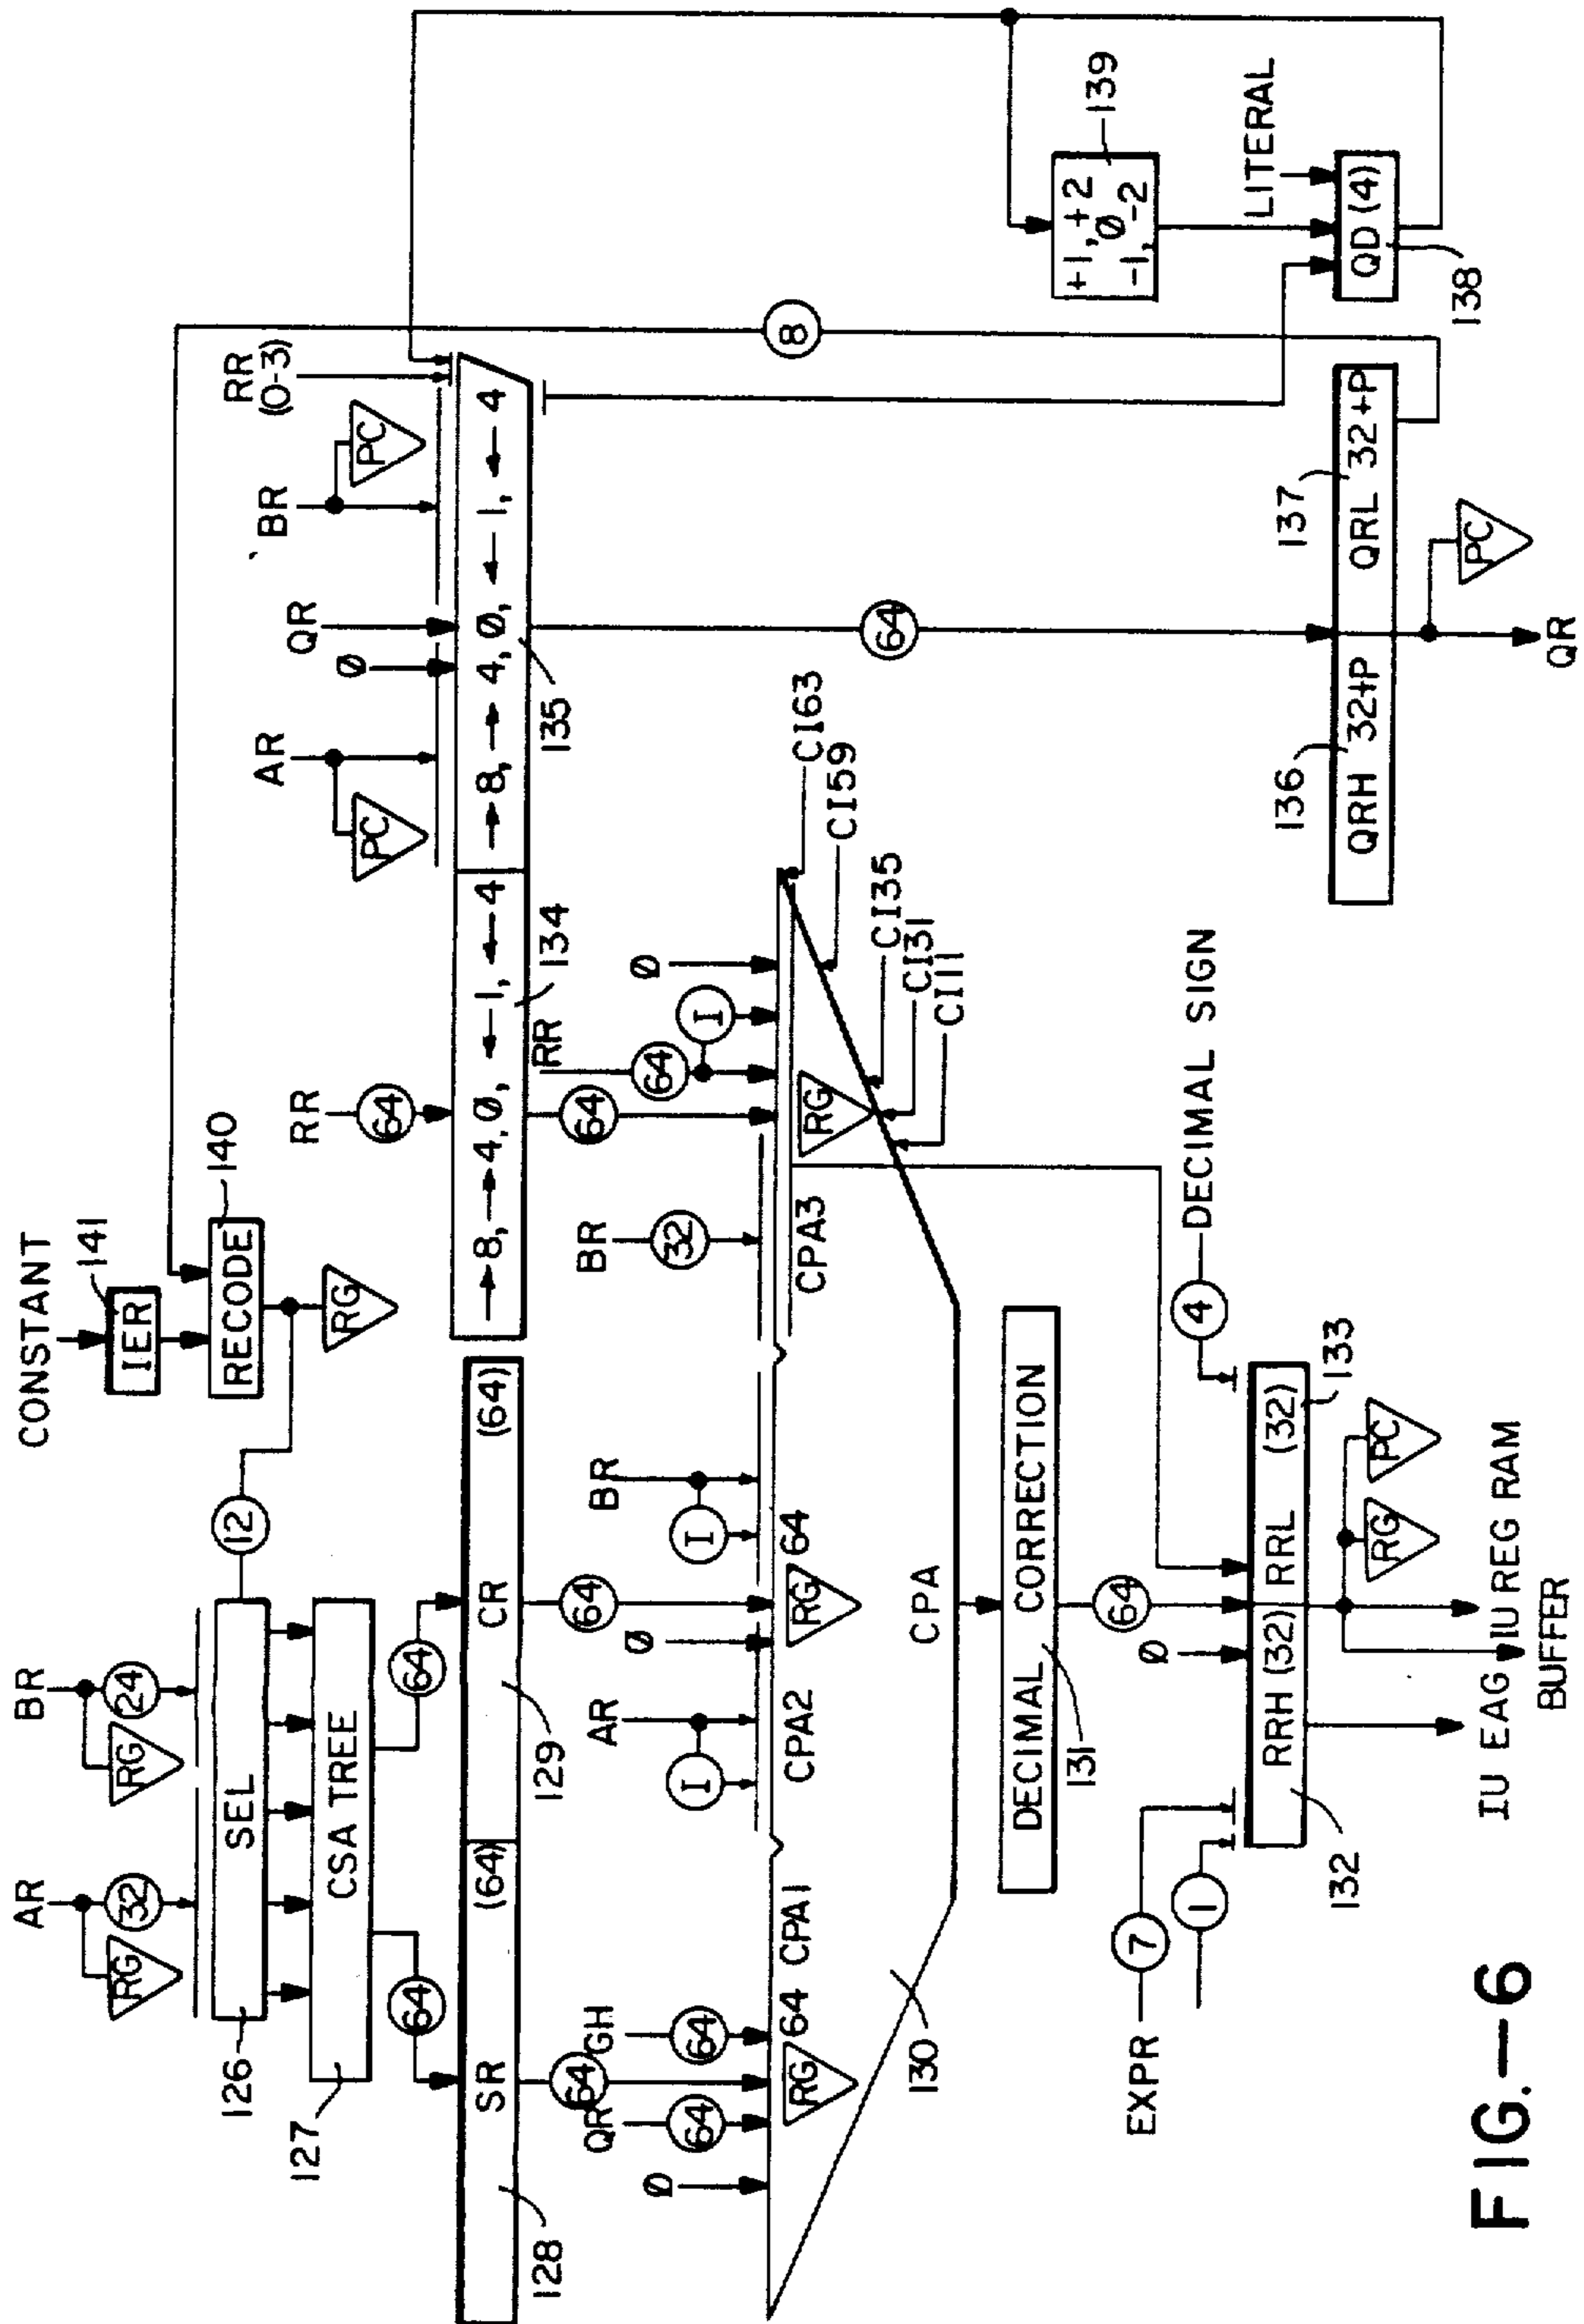 CONSTANT
141
IER
140
RECODE
RG
12
AR
BR
RG
32
RG
24
SEL
126
CSA TREE
127
64
64
SR
(64)
CR
(64)
128
129
RR
64
→8, →4, 0, ←1, ←4
134
AR
PC
Ø
QR
BR
PC
RR
(0-3)
→8, →4, Ø, ←1, ←4
135
8
+1, +2
Ø
-1, -2
139
LITERAL
QD (4)
138
Ø
QR
64
64
GH
64
64 CPA1
RG
AR
I
CPA2
Ø
64
RG
64
BR
I
BR
32
CPA3
64
RR
64
I
Ø
RG
CI63
CI59
CI35
CI31
CI11
130
CPA
DECIMAL CORRECTION
131
64
Ø
EXPR
7
1
4
DECIMAL SIGN
RRH (32)
RRL (32)
132
133
RG
PC
IU EAG
IU REG RAM
BUFFER
64
136
137
QRH 32+P
QRL 32+P
PC
QR
FIG.—6